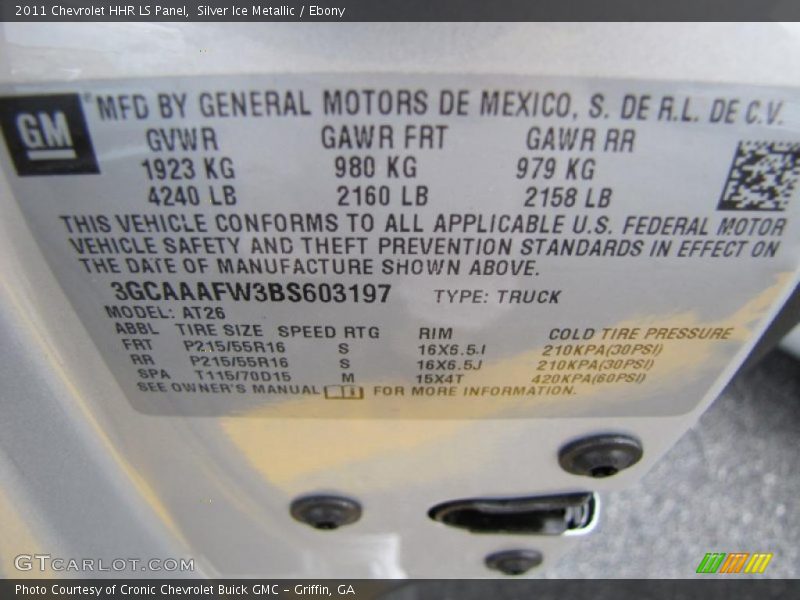 2011 Chevrolet HHR LS Panel, Silver Ice Metallic / Ebony
GM
®MFD BY GENERAL MOTORS DE MEXICO, S. DE R.L. DE C.V.
GVWR GAWR FRT GAWR RR
1923 KG 980 KG 979 KG
4240 LB 2160 LB 2158 LB
THIS VEHICLE CONFORMS TO ALL APPLICABLE U.S. FEDERAL MOTOR
VEHICLE SAFETY AND THEFT PREVENTION STANDARDS IN EFFECT ON
THE DATE OF MANUFACTURE SHOWN ABOVE.
3GCAAAFW3BS603197 TYPE: TRUCK
MODEL: AT26
ABBL TIRE SIZE SPEED RTG RIM COLD TIRE PRESSURE
FRT P215/55R16 S 16X6.5J 210KPA(30PSI)
RR P215/55R16 S 16X6.5J 210KPA(30PSI)
SPA T115/70D15 M 15X4T 420KPA(60PSI)
SEE OWNER'S MANUAL FOR MORE INFORMATION.
GTCARLOT.COM
Photo Courtesy of Cronic Chevrolet Buick GMC – Griffin, GA